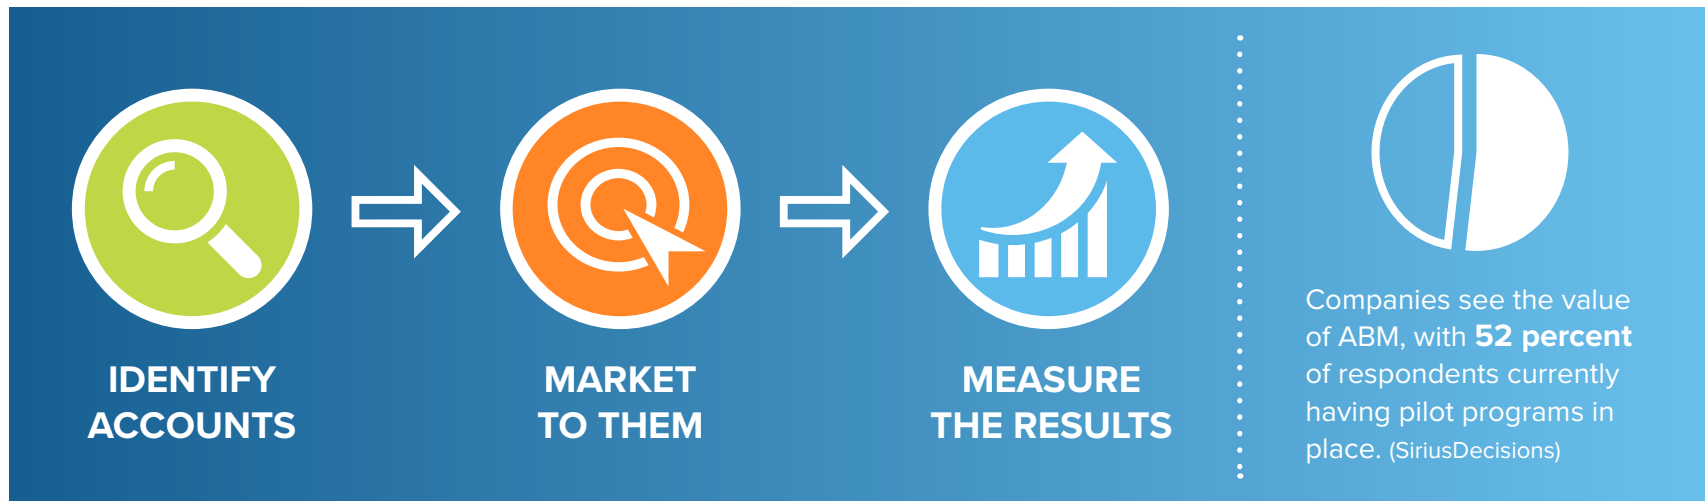 IDENTIFY
ACCOUNTS
MARKET
TO THEM
MEASURE
THE RESULTS
Companies see the value
of ABM, with 52 percent
of respondents currently
having pilot programs in
place. (SiriusDecisions)